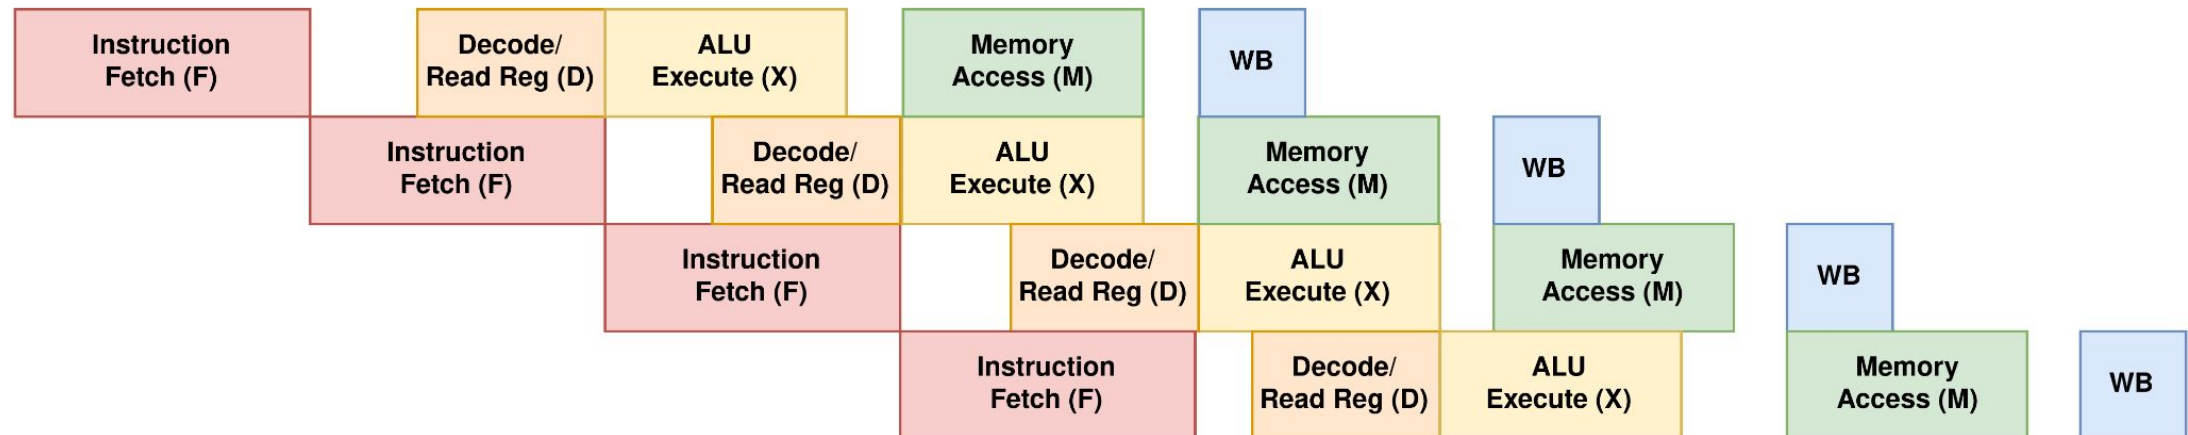 Instruction
Fetch (F)
Decode/
Read Reg (D)
ALU
Execute (X)
Memory
Access (M)
WB
Instruction
Fetch (F)
Decode/
Read Reg (D)
ALU
Execute (X)
Memory
Access (M)
WB
Instruction
Fetch (F)
Decode/
Read Reg (D)
ALU
Execute (X)
Memory
Access (M)
WB
Instruction
Fetch (F)
Decode/
Read Reg (D)
ALU
Execute (X)
Memory
Access (M)
WB